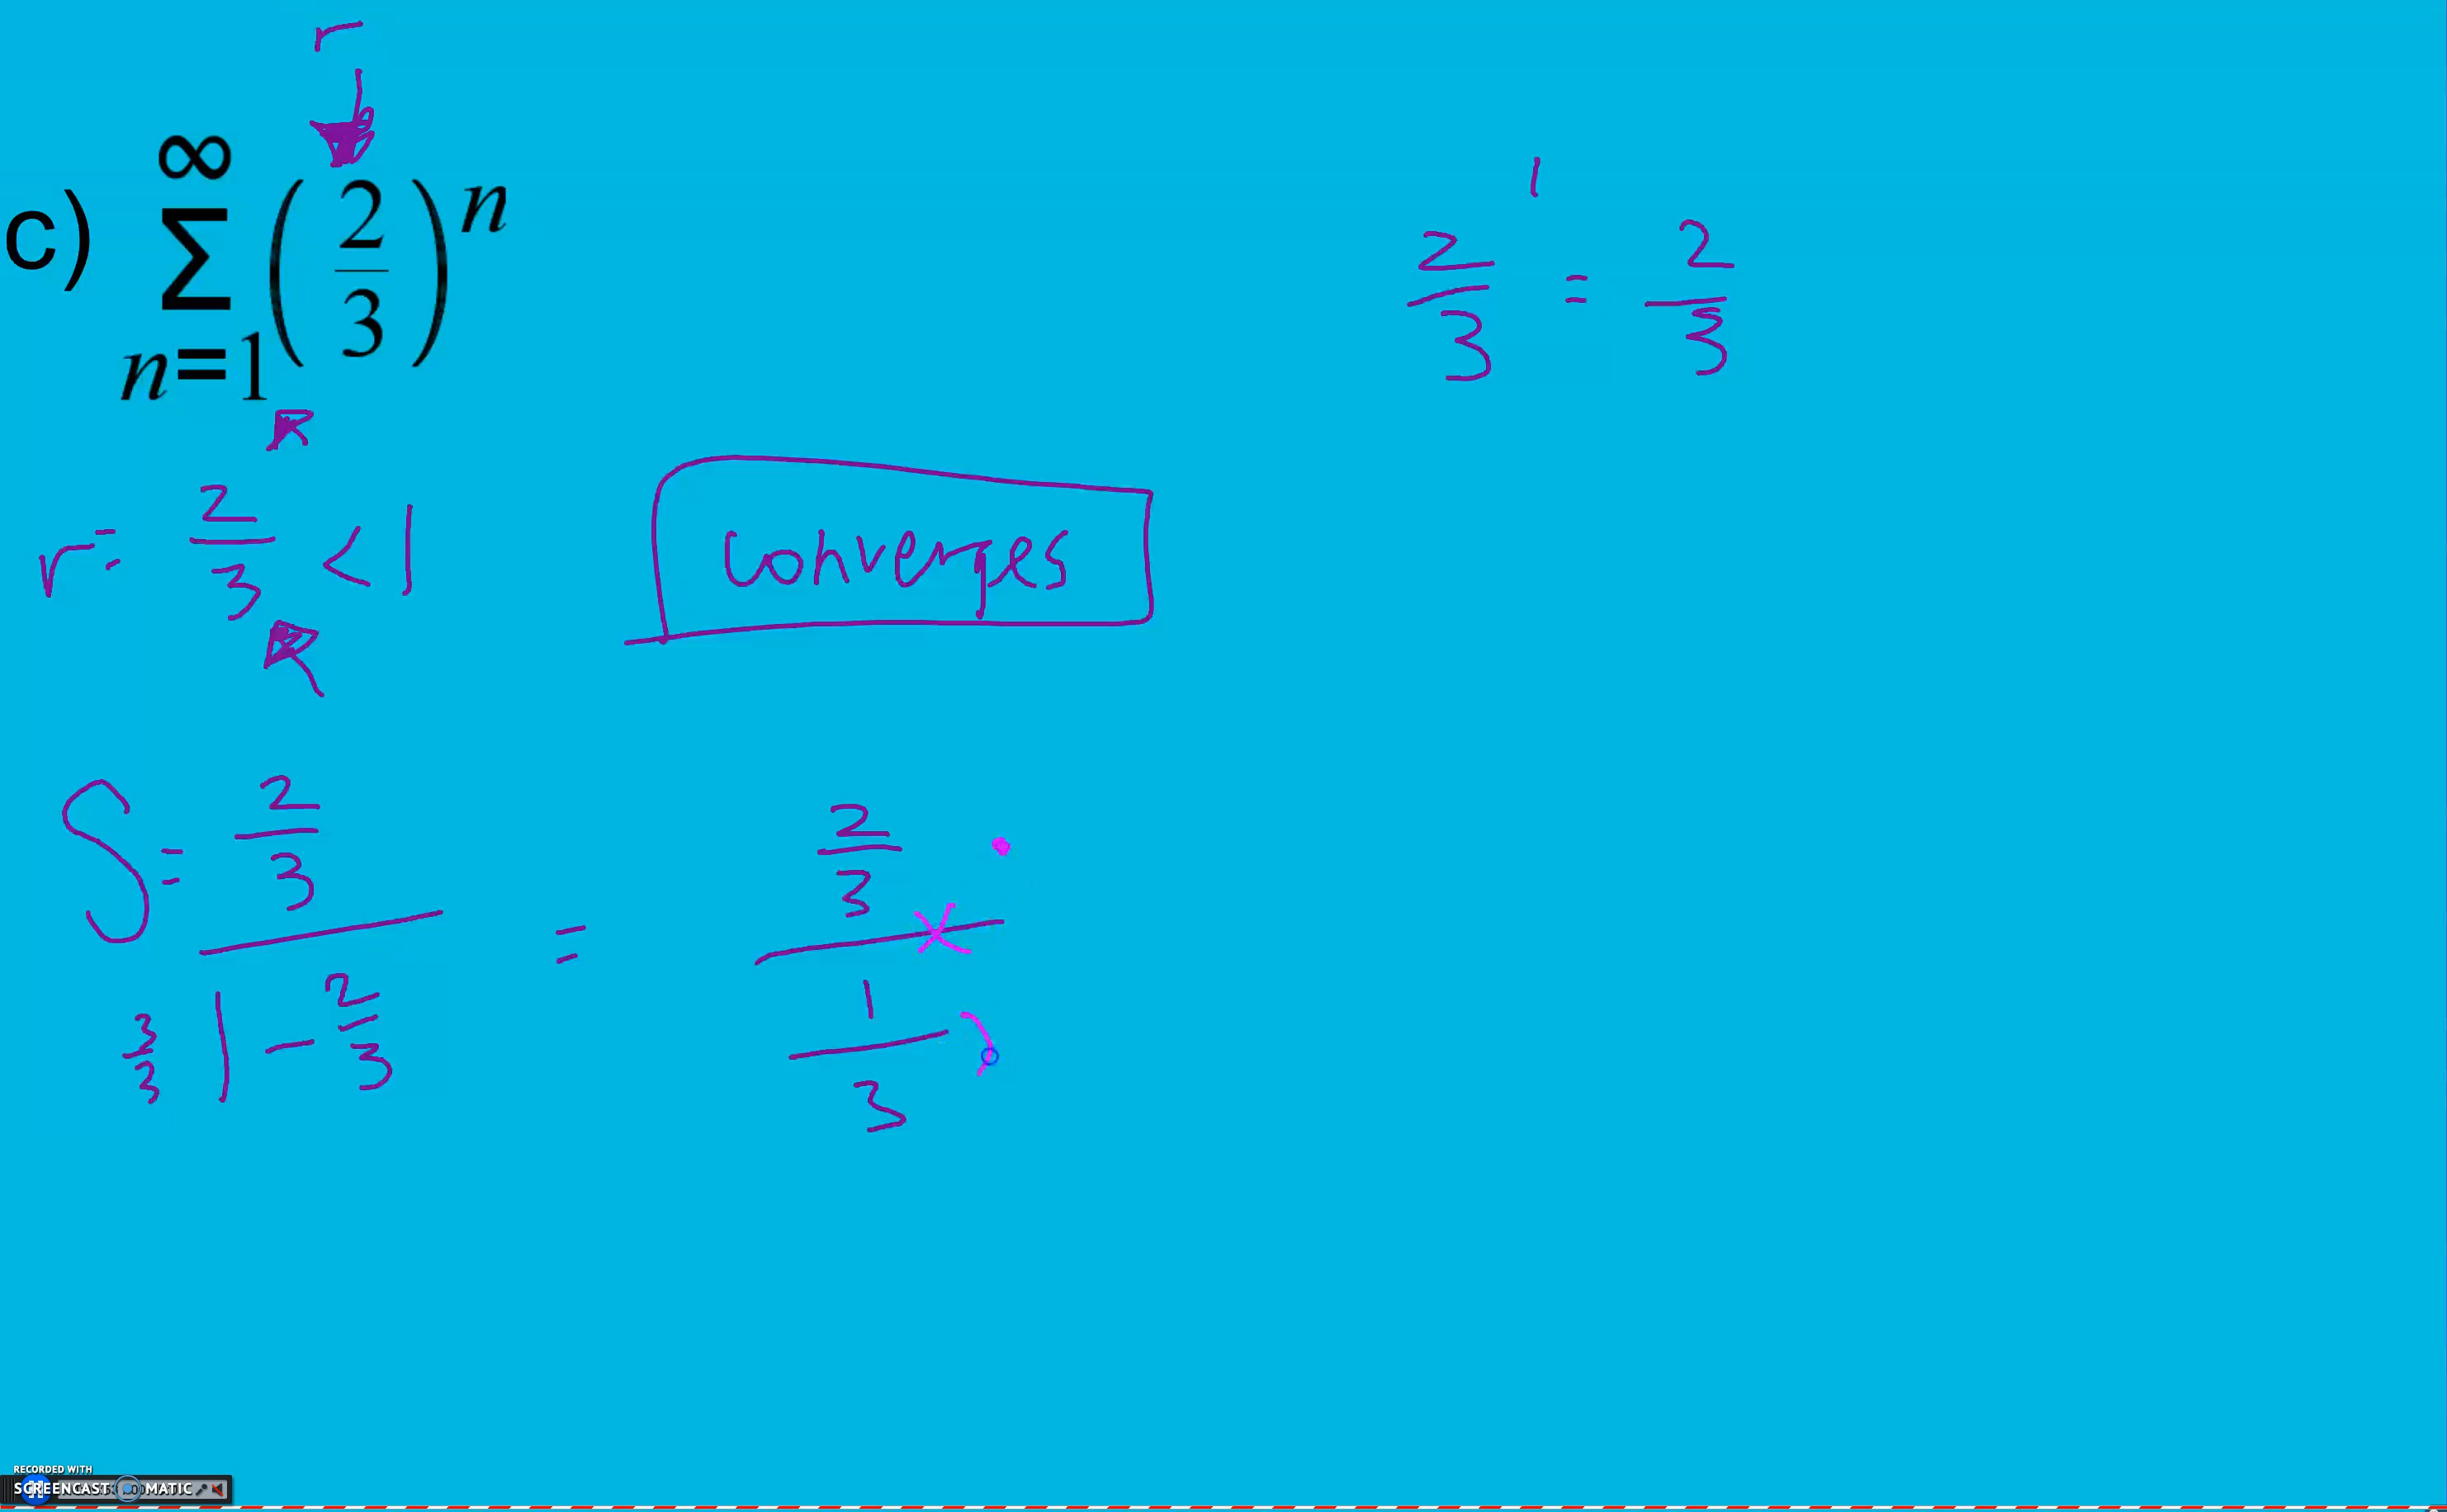 r
c) ∞ Σ n=1 (2/3)^n
2/3 ^1 = 2/3
r = 2/3 < 1
converges
S = (2/3)/(1 - 2/3) = (2/3)/(1/3)
3/3
RECORDED WITH
SCREENCAST MATIC